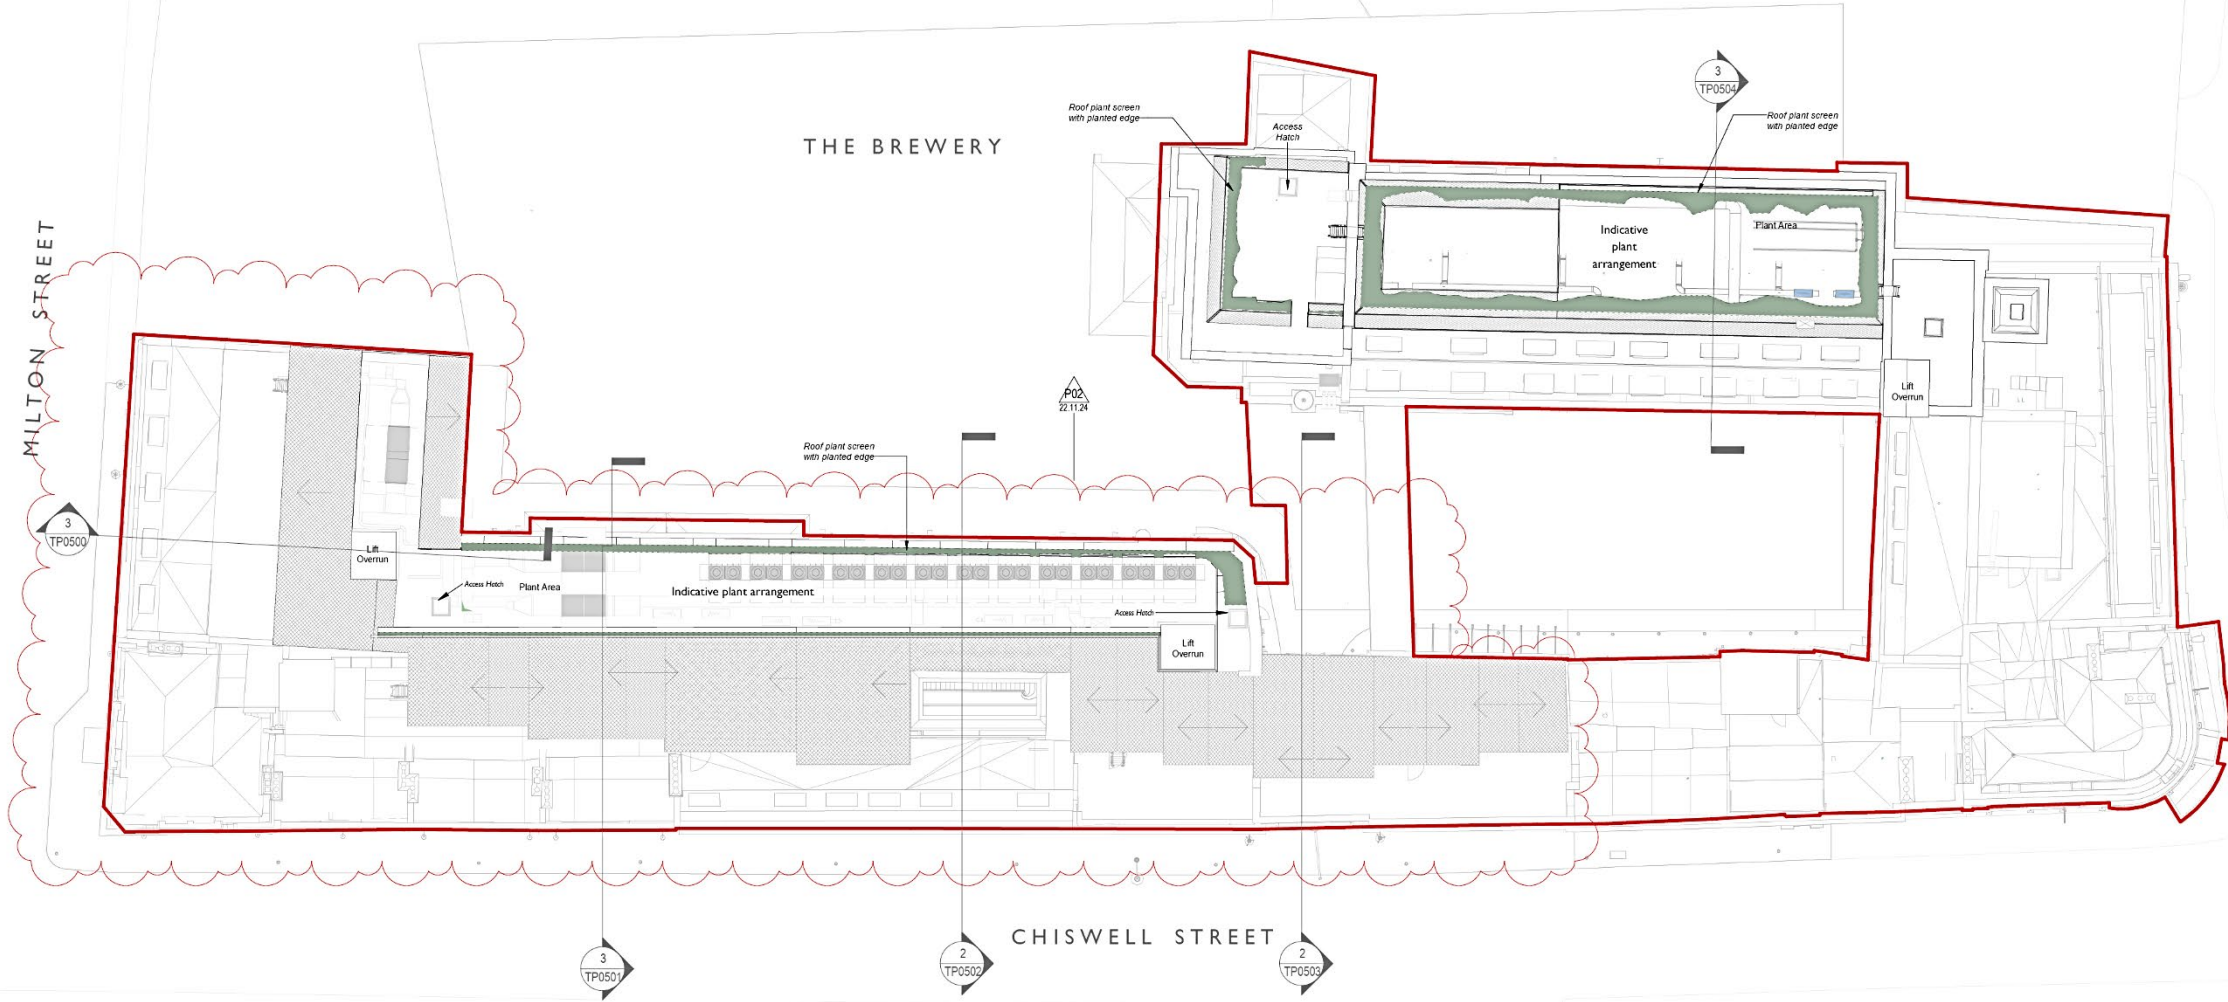 3
TP0504
Roof plant screen
with planted edge
Access
Hatch
Roof plant screen
with planted edge
THE BREWERY
Indicative
plant
arrangement
Plant Area
MILTON STREET
P02
22.11.24
Lift
Overrun
Roof plant screen
with planted edge
3
TP0500
Lift
Overrun
Access Hatch
Plant Area
Indicative plant arrangement
Access Hatch
Lift
Overrun
CHISWELL STREET
3
TP0501
2
TP0502
2
TP0503